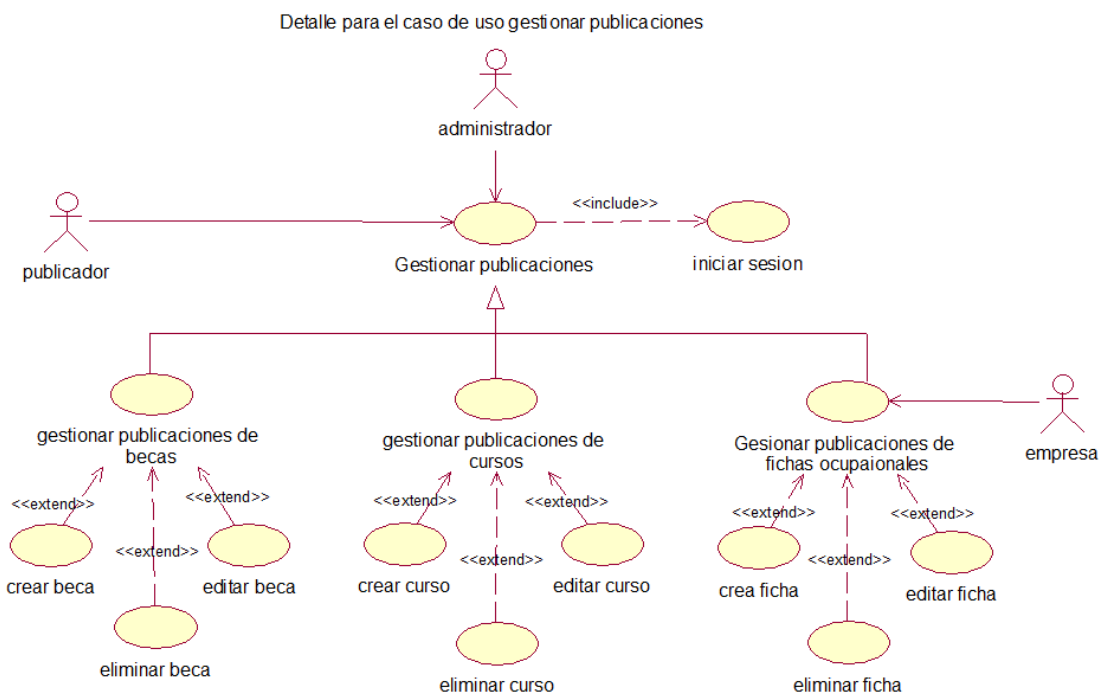 Detalle para el caso de uso gestionar publicaciones
administrador
<<include>>
publicador
Gestionar publicaciones
iniciar sesion
gestionar publicaciones de
becas
gestionar publicaciones de
cursos
Gesionar publicaciones de
fichas ocupaionales
empresa
<<extend>>
<<extend>>
<<extend>>
<<extend>>
<<extend>>
<<extend>>
<<extend>>
<<extend>>
<<extend>>
crear beca
editar beca
crear curso
editar curso
crea ficha
editar ficha
eliminar beca
eliminar curso
eliminar ficha